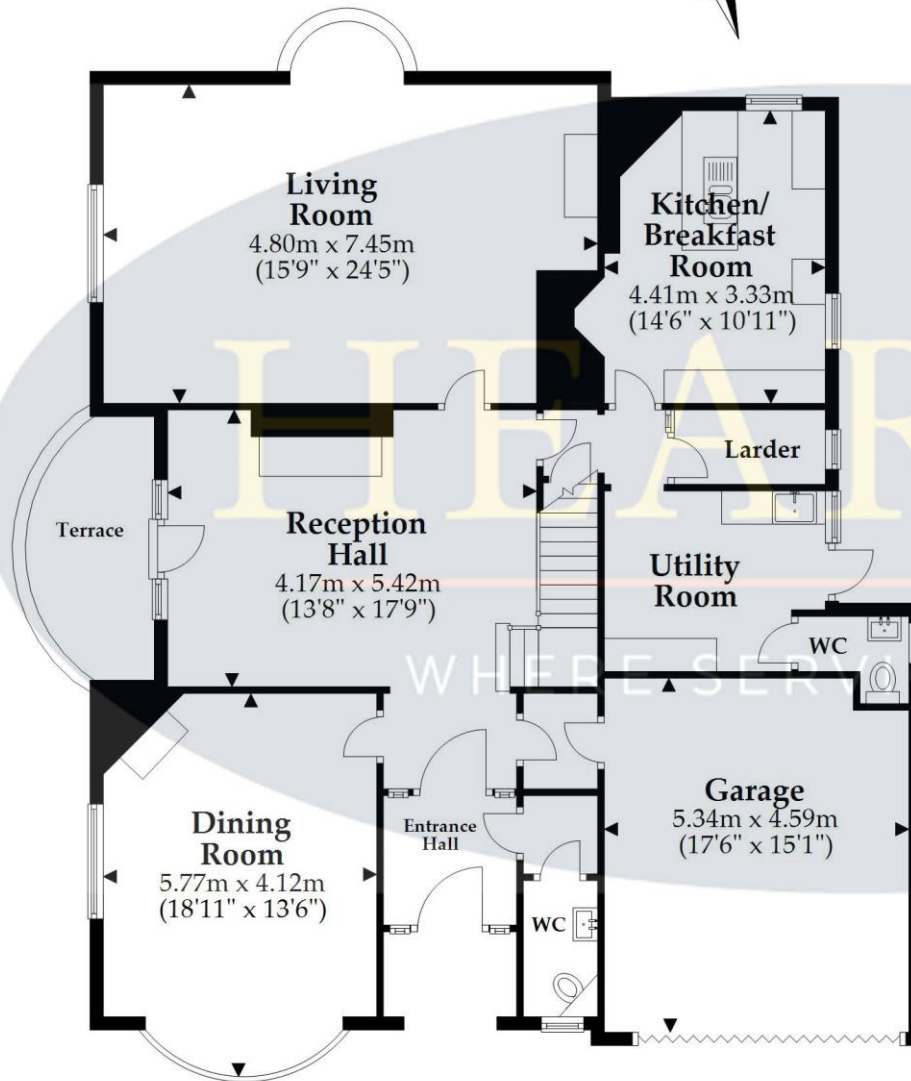 Living
Room
4.80m x 7.45m
(15'9" x 24'5")
Kitchen/
Breakfast
Room
4.41m x 3.33m
(14'6" x 10'11")
HEAR
Larder
Terrace
Reception
Hall
4.17m x 5.42m
(13'8" x 17'9")
Utility
Room
WC
WHERE SERVI
Garage
5.34m x 4.59m
(17'6" x 15'1")
Dining
Room
5.77m x 4.12m
(18'11" x 13'6")
Entrance
Hall
WC